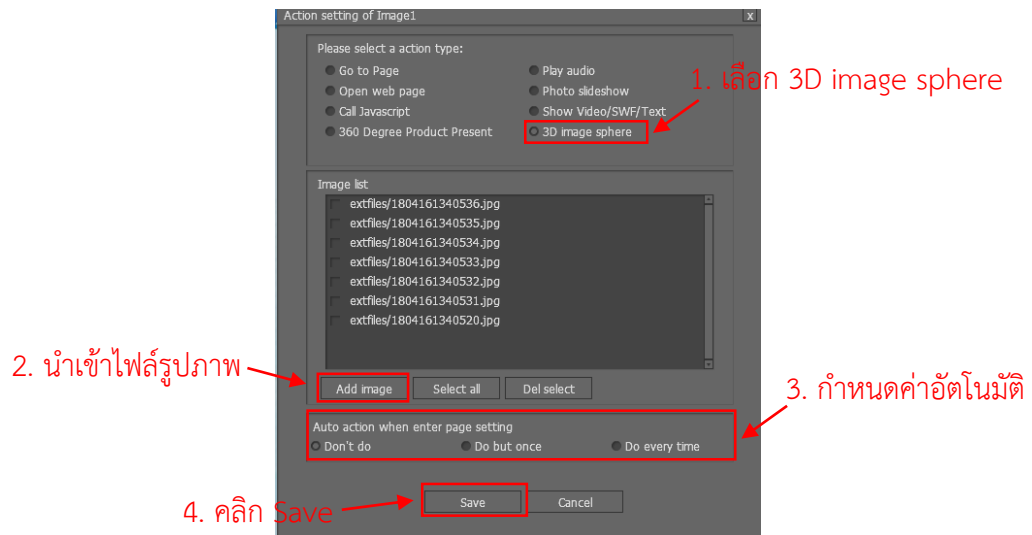 Action setting of Image1
x
Please select a action type:
Go to Page
Play audio
Open web page
Photo slideshow
Call Javascript
Show Video/SWF/Text
360 Degree Product Present
3D image sphere
1. เลือก 3D image sphere
Image list
extfiles/1804161340536.jpg
extfiles/1804161340535.jpg
extfiles/1804161340534.jpg
extfiles/1804161340533.jpg
extfiles/1804161340532.jpg
extfiles/1804161340531.jpg
extfiles/1804161340520.jpg
2. นำเข้าไฟล์รูปภาพ
Add image
Select all
Del select
3. กำหนดค่าอัตโนมัติ
Auto action when enter page setting
Don't do
Do but once
Do every time
4. คลิก Save
Save
Cancel